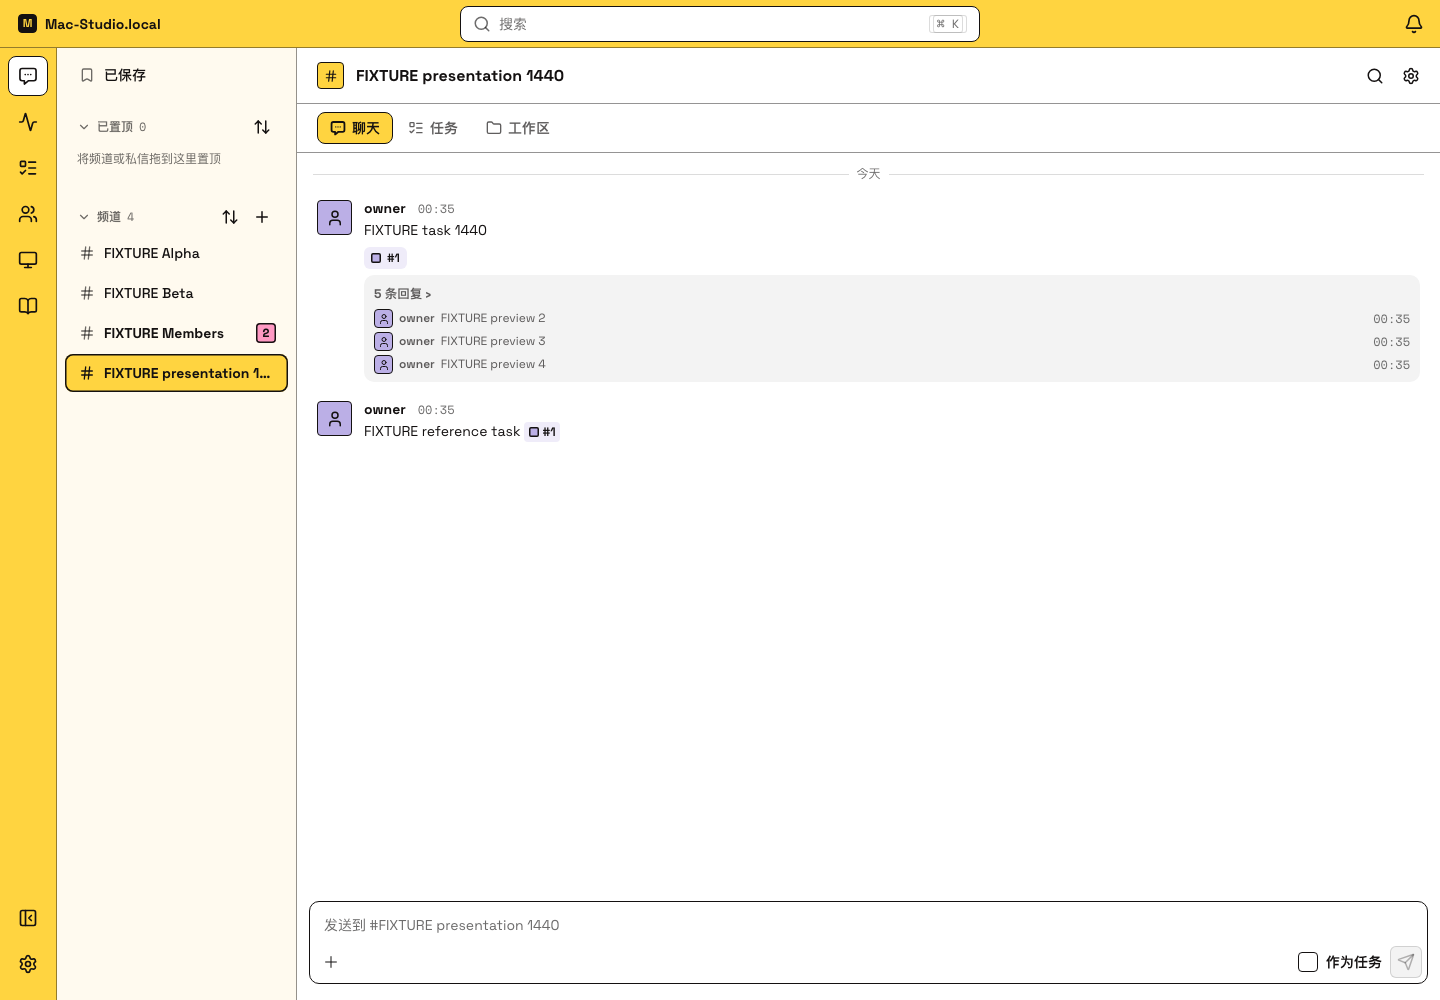 M Mac-Studio.local
搜索
⌘ K
已保存
已置顶 0
将频道或私信拖到这里置顶
频道 4
FIXTURE Alpha
FIXTURE Beta
FIXTURE Members 2
FIXTURE presentation 1...
FIXTURE presentation 1440
聊天
任务
工作区
今天
owner 00:35
FIXTURE task 1440
#1
5 条回复 >
owner FIXTURE preview 2 00:35
owner FIXTURE preview 3 00:35
owner FIXTURE preview 4 00:35
owner 00:35
FIXTURE reference task #1
发送到 #FIXTURE presentation 1440
作为任务